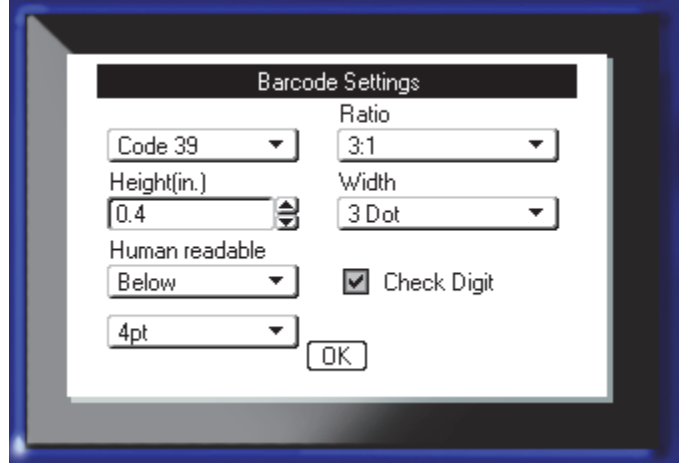 Barcode Settings
Ratio
Code 39
3:1
Height(in.)
Width
0.4
3 Dot
Human readable
Below
Check Digit
4pt
OK